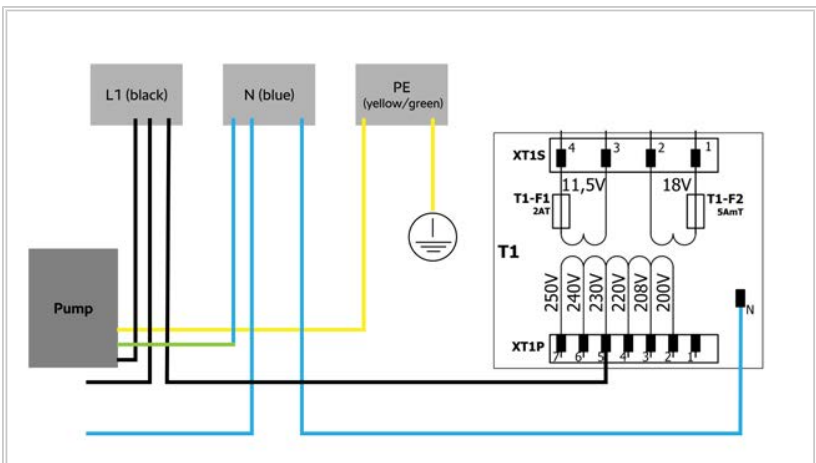 L1 (black)
N (blue)
PE
(yellow/green)
Pump
XT1S
4
3
2
1
11,5V
18V
T1-F1
2AT
T1-F2
5AmT
T1
250V
240V
230V
220V
208V
200V
N
XT1P
7
6
5
4
3
2
1